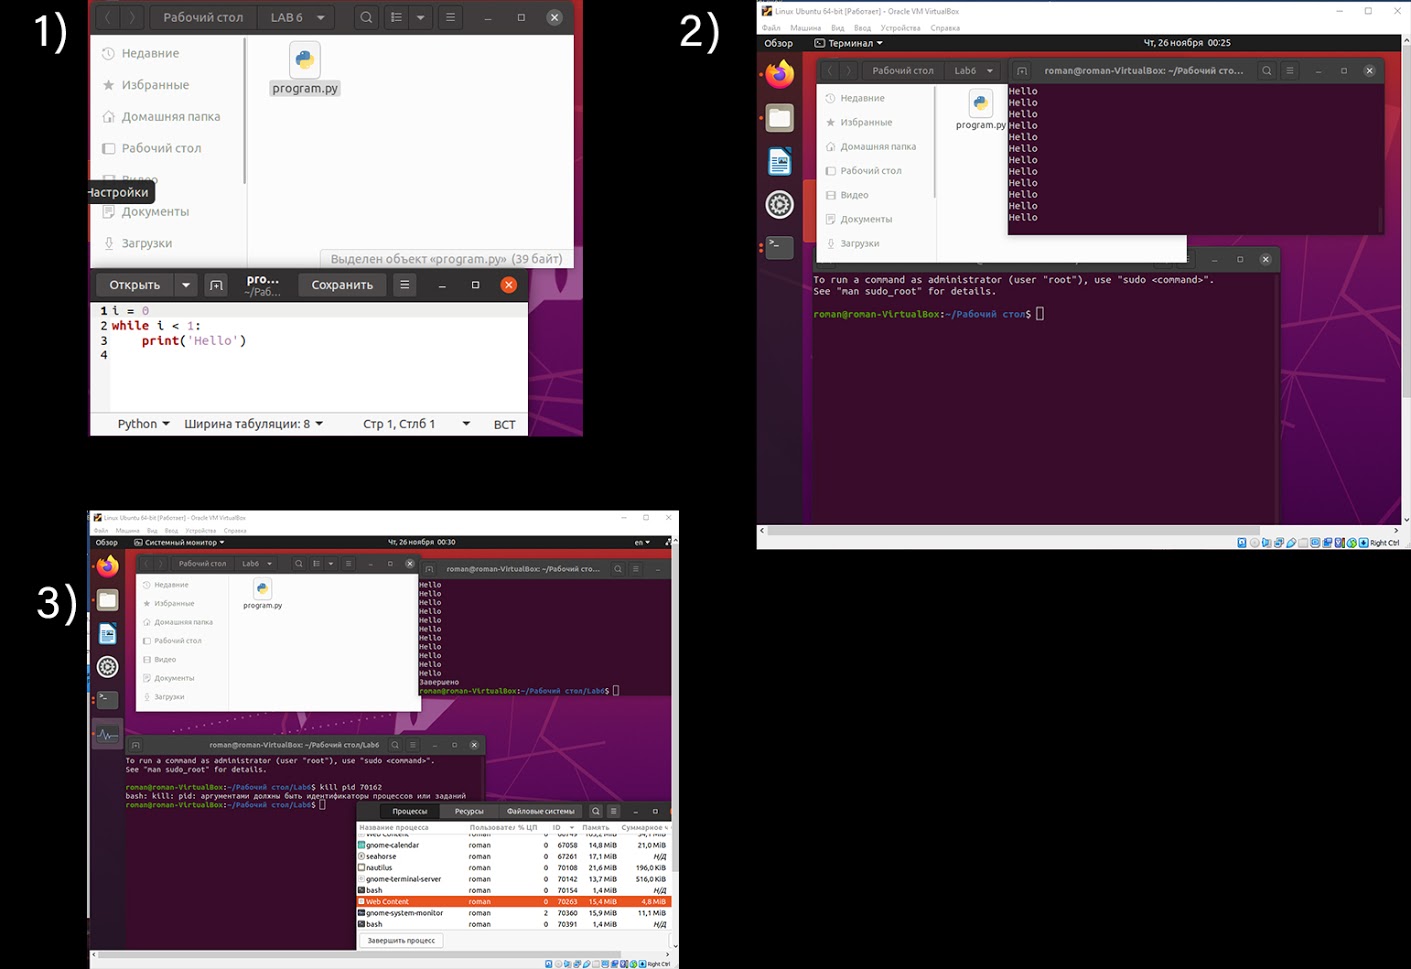 1)
Рабочий стол LAB 6
Недавние
Избранные
Домашняя папка
Рабочий стол
Видео
Настройки
Документы
Загрузки
program.py
Выделен объект «program.py» (39 байт)
Открыть
pro...
~/Раб...
Сохранить
1 i = 0
2 while i < 1:
3     print('Hello')
4
Python Ширина табуляции: 8 Стр 1, Стлб 1 ВСТ
2)
Linux Ubuntu 64-bit [Работает] - Oracle VM VirtualBox
Файл Машина Вид Ввод Устройства Справка
Обзор Терминал Чт, 26 ноября 00:25
Рабочий стол Lab6
roman@roman-VirtualBox: ~/Рабочий сто...
Недавние
Избранные
Домашняя папка
Рабочий стол
Видео
Документы
Загрузки
program.py
Hello
Hello
Hello
Hello
Hello
Hello
Hello
Hello
Hello
Hello
Hello
Hello
To run a command as administrator (user "root"), use "sudo <command>".
See "man sudo_root" for details.
roman@roman-VirtualBox:~/Рабочий стол$
Right Ctrl
3)
Linux Ubuntu 64-bit [Работает] - Oracle VM VirtualBox
Файл Машина Вид Ввод Устройства Справка
Обзор Системный монитор Чт, 26 ноября 00:30 en
Рабочий стол Lab6
roman@roman-VirtualBox: ~/Рабочий сто...
Недавние
Избранные
Домашняя папка
Рабочий стол
Видео
Документы
Загрузки
program.py
Hello
Hello
Hello
Hello
Hello
Hello
Hello
Hello
Hello
Hello
Hello
Завершено
roman@roman-VirtualBox:~/Рабочий стол/Lab6$
roman@roman-VirtualBox: ~/Рабочий стол/Lab6
To run a command as administrator (user "root"), use "sudo <command>".
See "man sudo_root" for details.
roman@roman-VirtualBox:~/Рабочий стол/Lab6$ kill pid 70162
bash: kill: pid: аргументами должны быть идентификаторы процессов или заданий
roman@roman-VirtualBox:~/Рабочий стол/Lab6$
Процессы Ресурсы Файловые системы
Название процесса Пользовател % ЦП ID Память Суммарное ч
Web Content roman 0
gnome-calendar roman 0 67058 14,8 MiB 21,0 MiB
seahorse roman 0 67261 17,1 MiB Н/Д
nautilus roman 0 70108 21,6 MiB 196,0 KiB
gnome-terminal-server roman 0 70142 13,7 MiB 516,0 KiB
bash roman 0 70154 1,4 MiB Н/Д
Web Content roman 0 70263 15,4 MiB 4,8 MiB
gnome-system-monitor roman 2 70360 15,9 MiB 11,1 MiB
bash roman 0 70391 1,4 MiB Н/Д
Завершить процесс
Right Ctrl